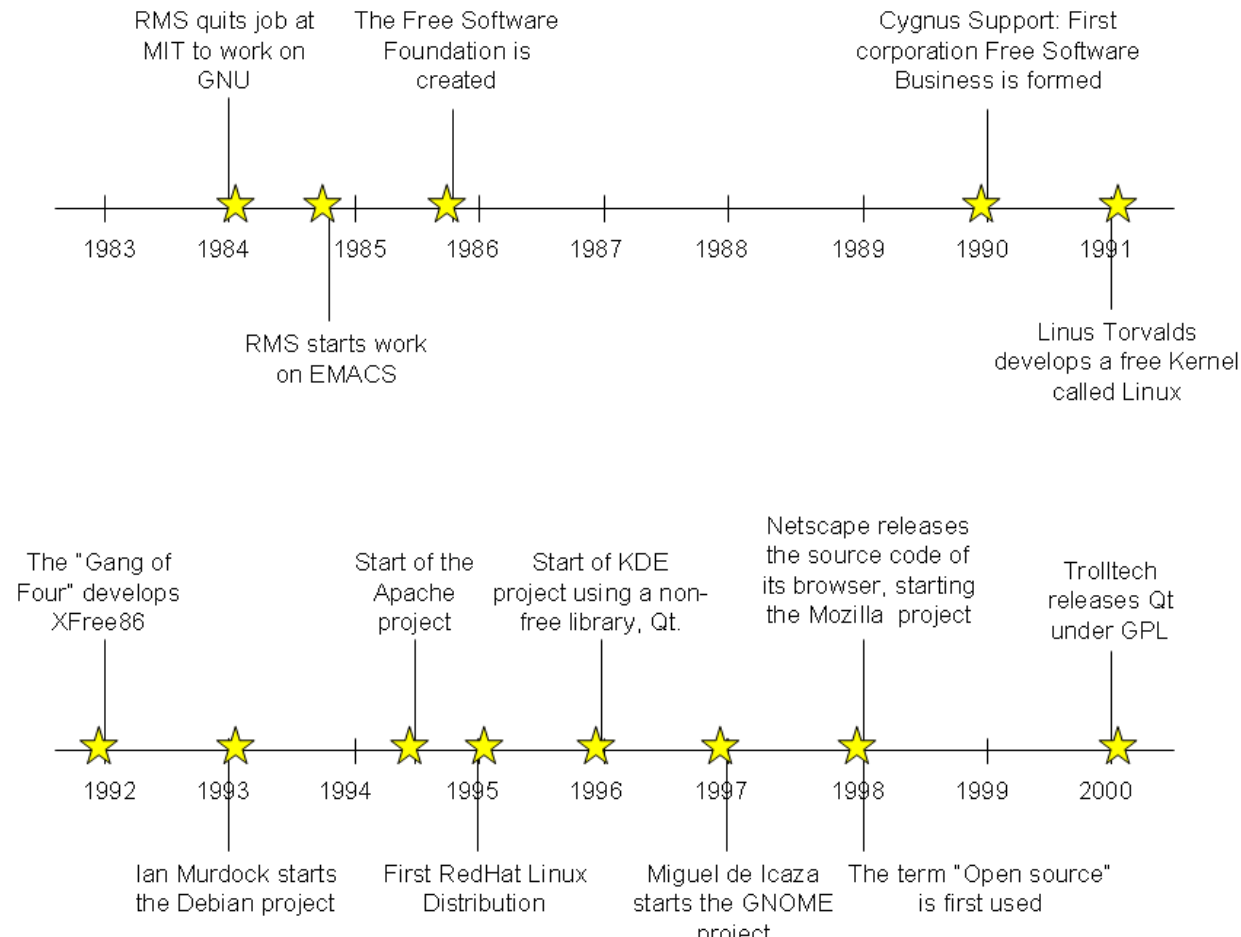 RMS quits job at
MIT to work on
GNU
The Free Software
Foundation is
created
Cygnus Support: First
corporation Free Software
Business is formed
1983 1984 1985 1986 1987 1988 1989 1990 1991
RMS starts work
on EMACS
Linus Torvalds
develops a free Kernel
called Linux
The "Gang of
Four" develops
XFree86
Start of the
Apache
project
Start of KDE
project using a non-
free library, Qt.
Netscape releases
the source code of
its browser, starting
the Mozilla project
Trolltech
releases Qt
under GPL
1992 1993 1994 1995 1996 1997 1998 1999 2000
Ian Murdock starts
the Debian project
First RedHat Linux
Distribution
Miguel de Icaza
starts the GNOME
project
The term "Open source"
is first used